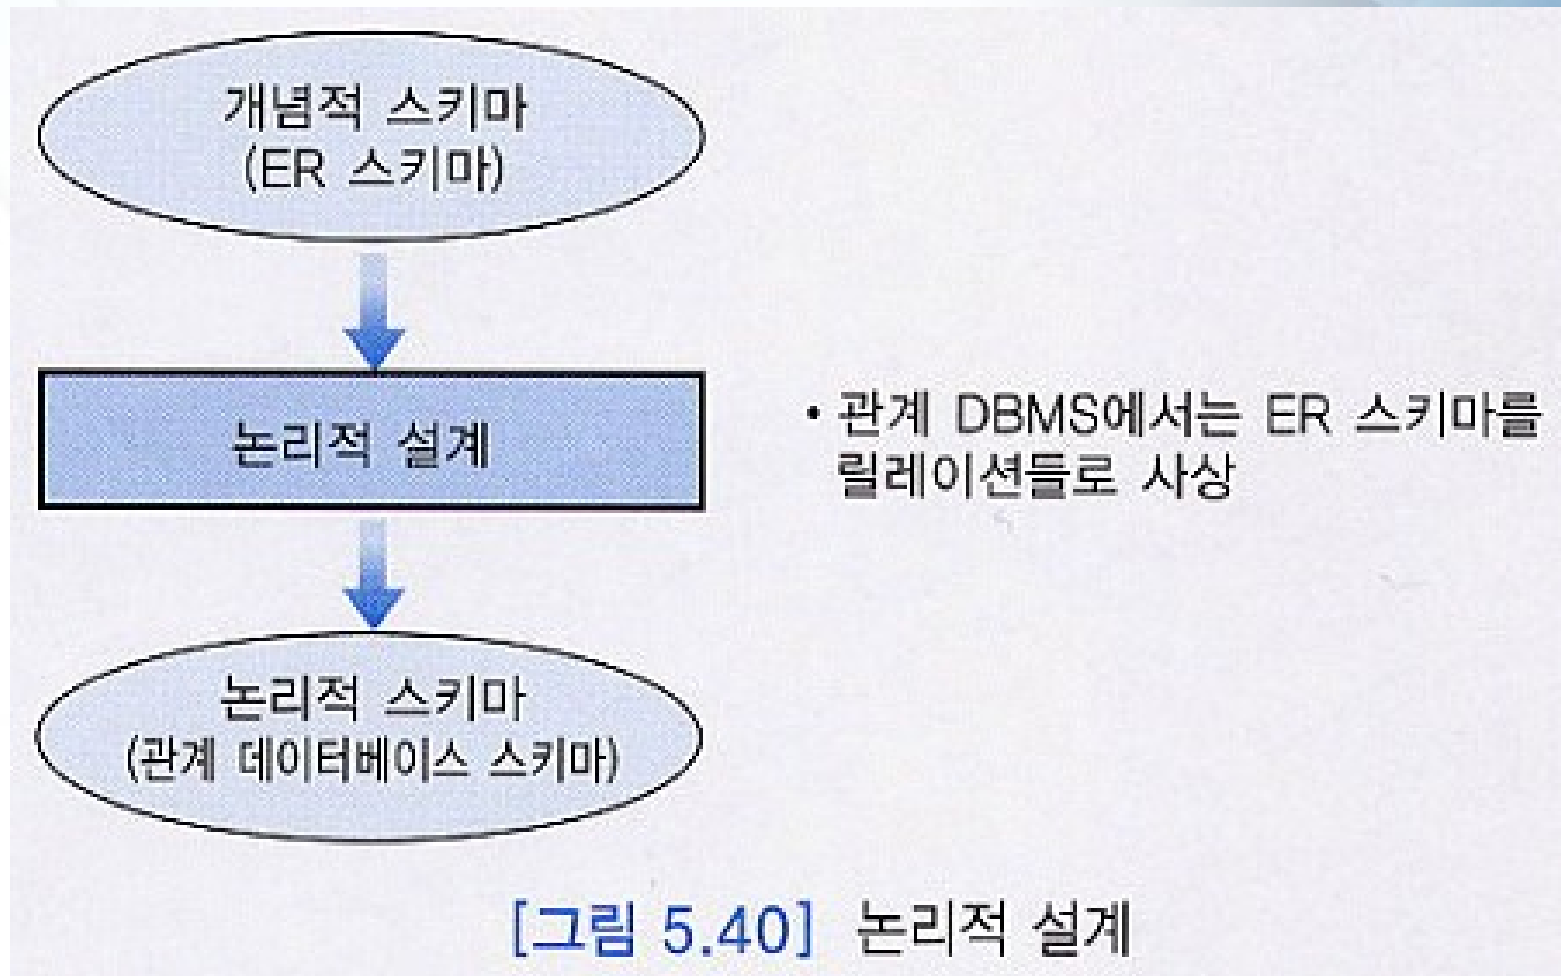 개념적 스키마
(ER 스키마)
논리적 설계
• 관계 DBMS에서는 ER 스키마를
릴레이션들로 사상
논리적 스키마
(관계 데이터베이스 스키마)
[그림 5.40] 논리적 설계